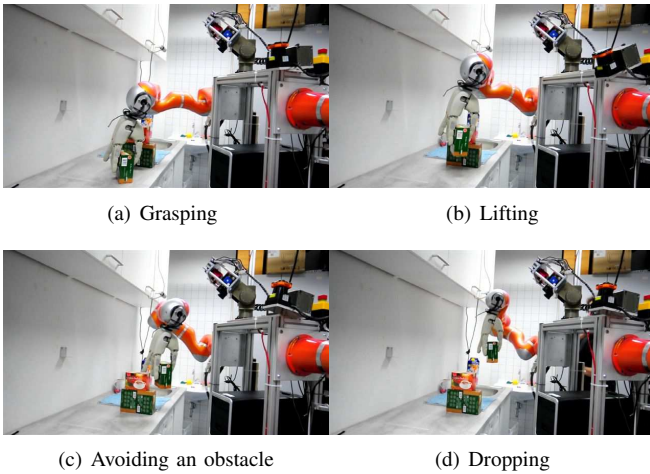 (a) Grasping
(b) Lifting
(c) Avoiding an obstacle
(d) Dropping